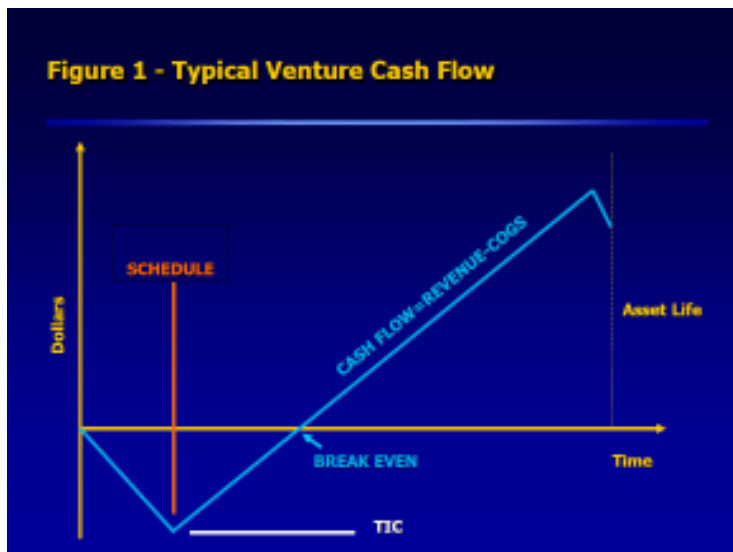 Figure 1 - Typical Venture Cash Flow
SCHEDULE
CASH FLOW=REVENUE-COGS
Dollars
Asset Life
BREAK EVEN
Time
TIC